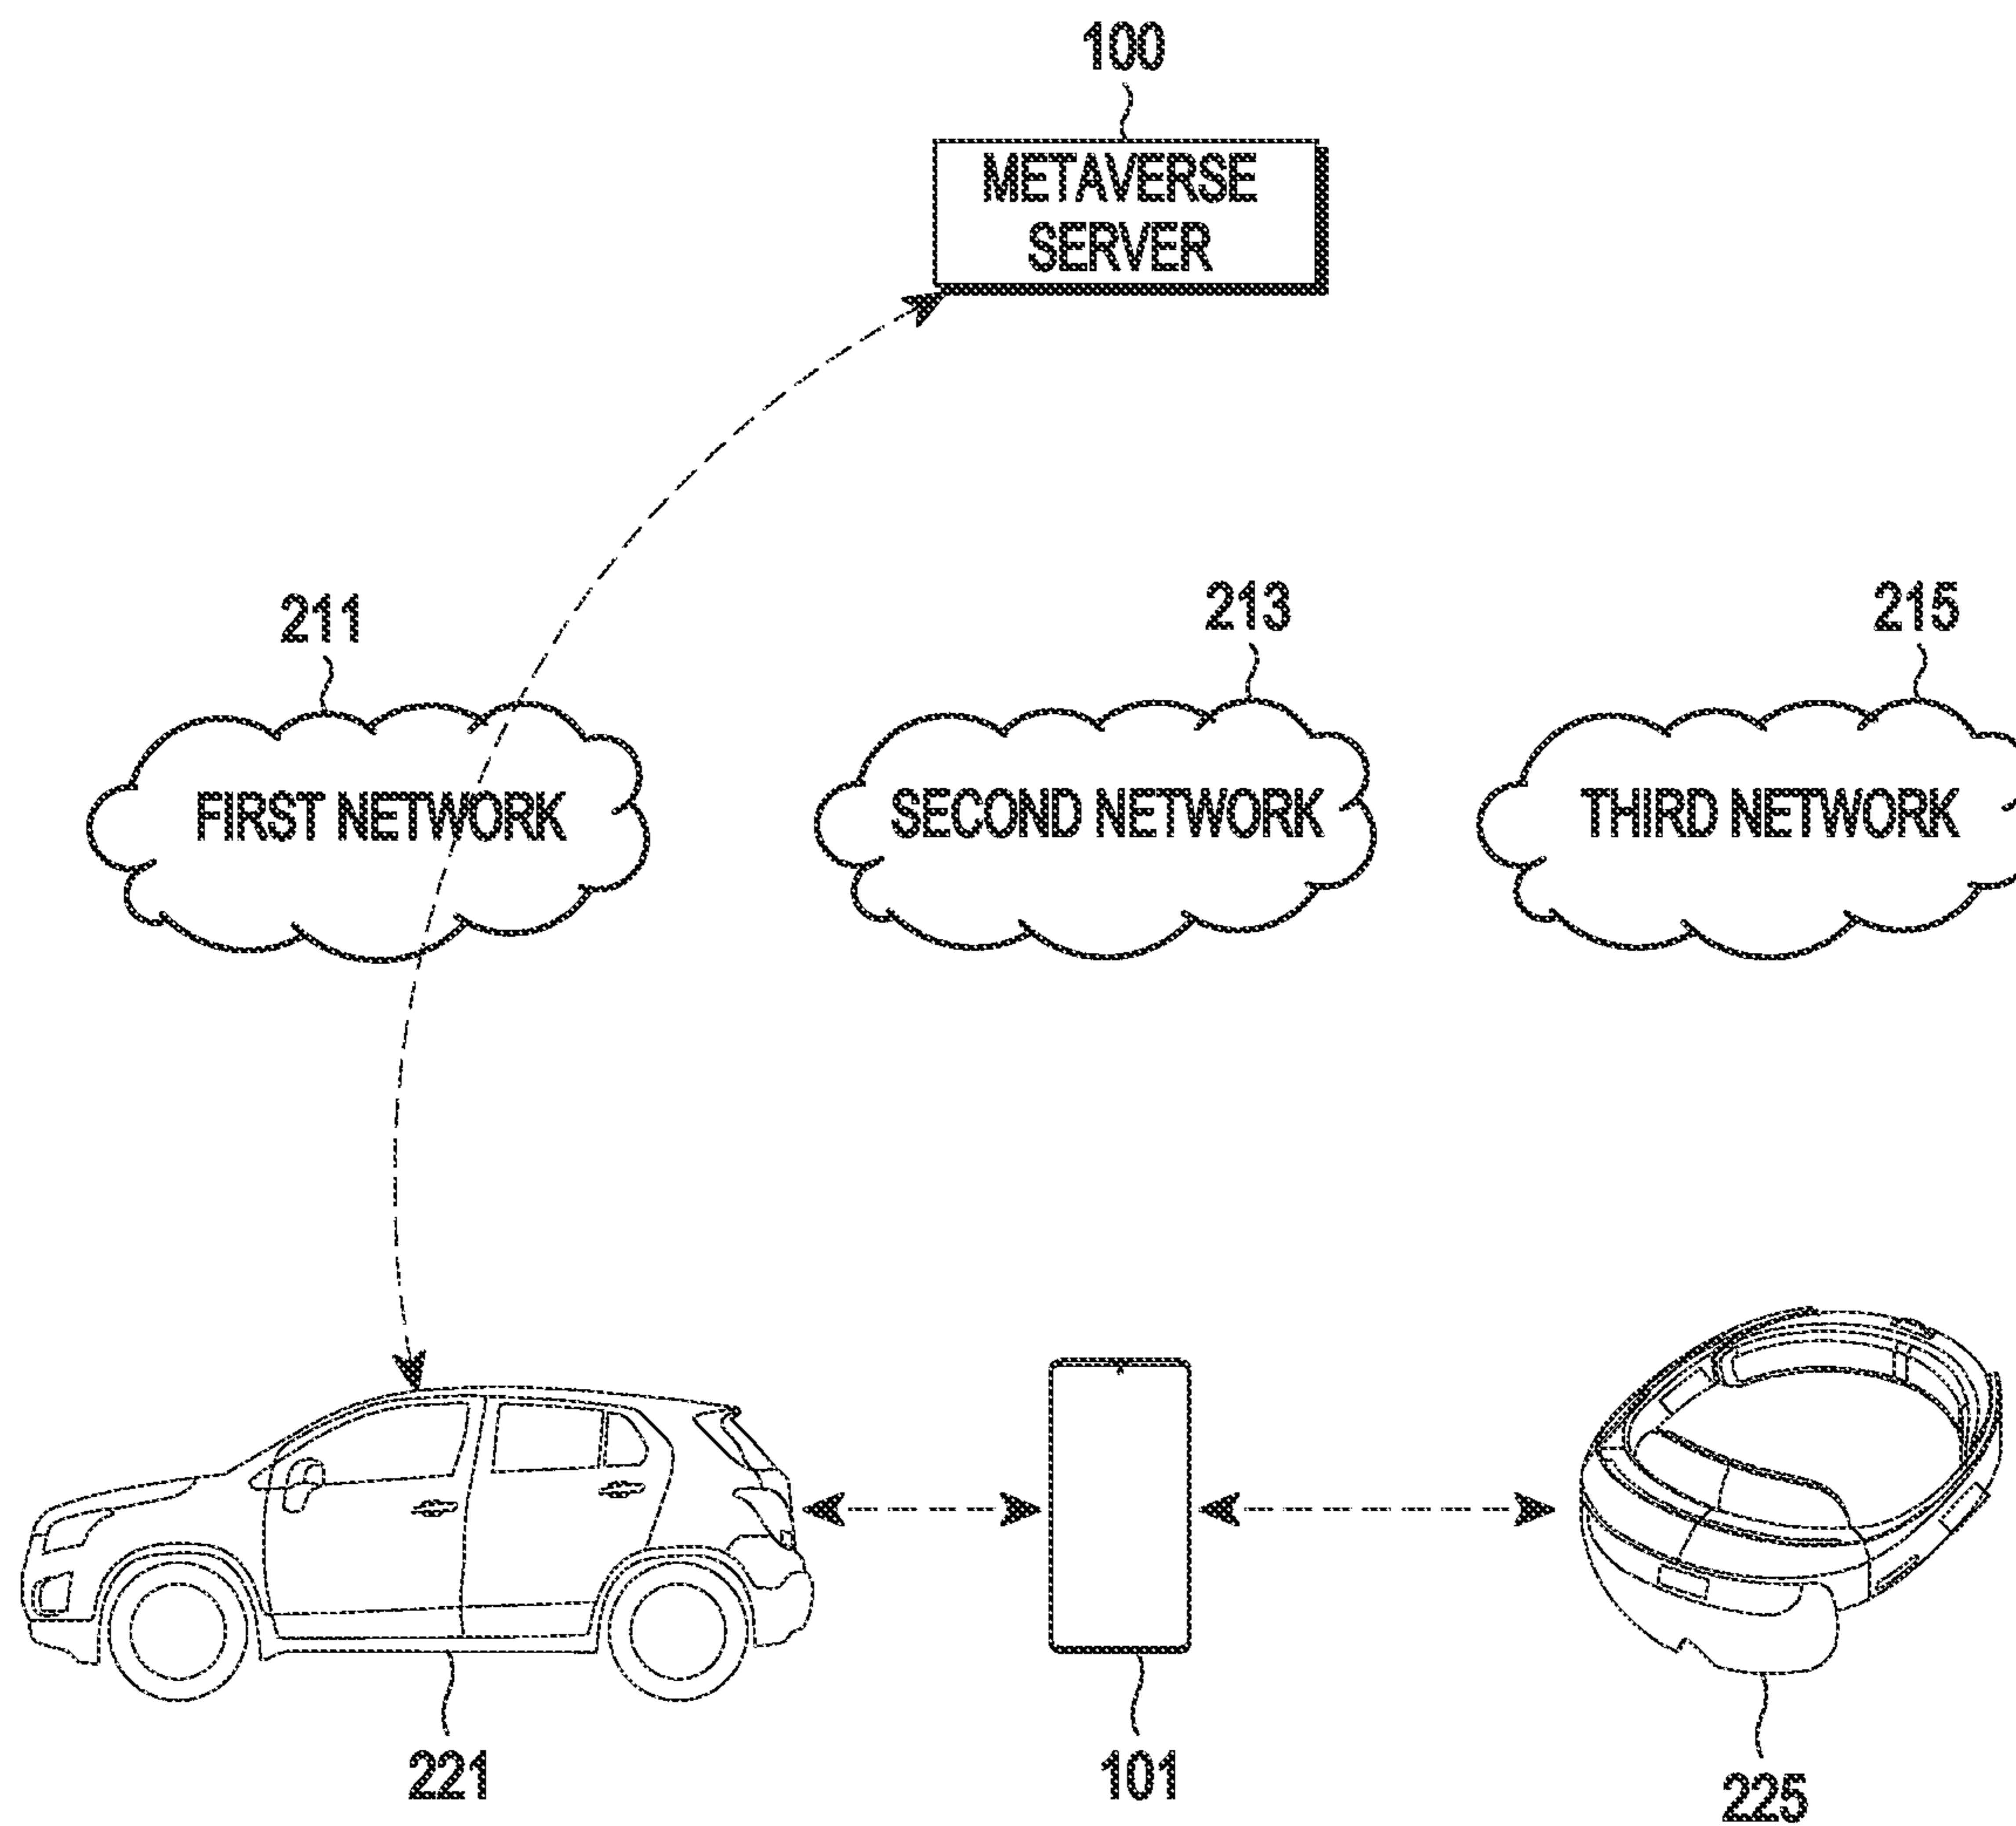 100
METAVERSE
SERVER
211
213
215
FIRST NETWORK
SECOND NETWORK
THIRD NETWORK
221
101
225